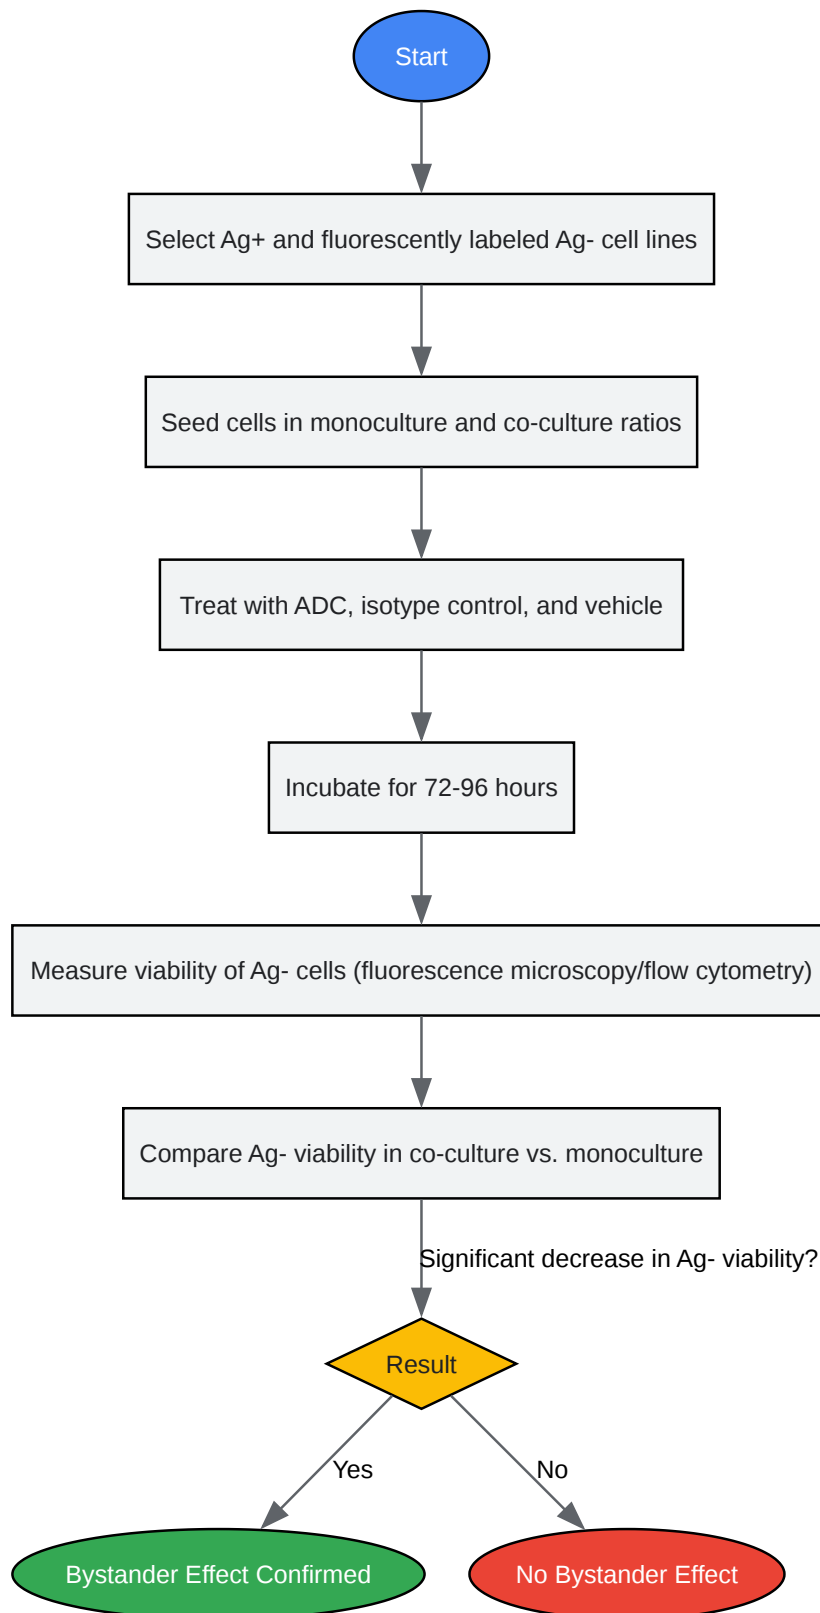 Start
Select Ag+ and fluorescently labeled Ag- cell lines
Seed cells in monoculture and co-culture ratios
Treat with ADC, isotype control, and vehicle
Incubate for 72-96 hours
Measure viability of Ag- cells (fluorescence microscopy/flow cytometry)
Compare Ag- viability in co-culture vs. monoculture
Significant decrease in Ag- viability?
Result
Yes
No
Bystander Effect Confirmed
No Bystander Effect